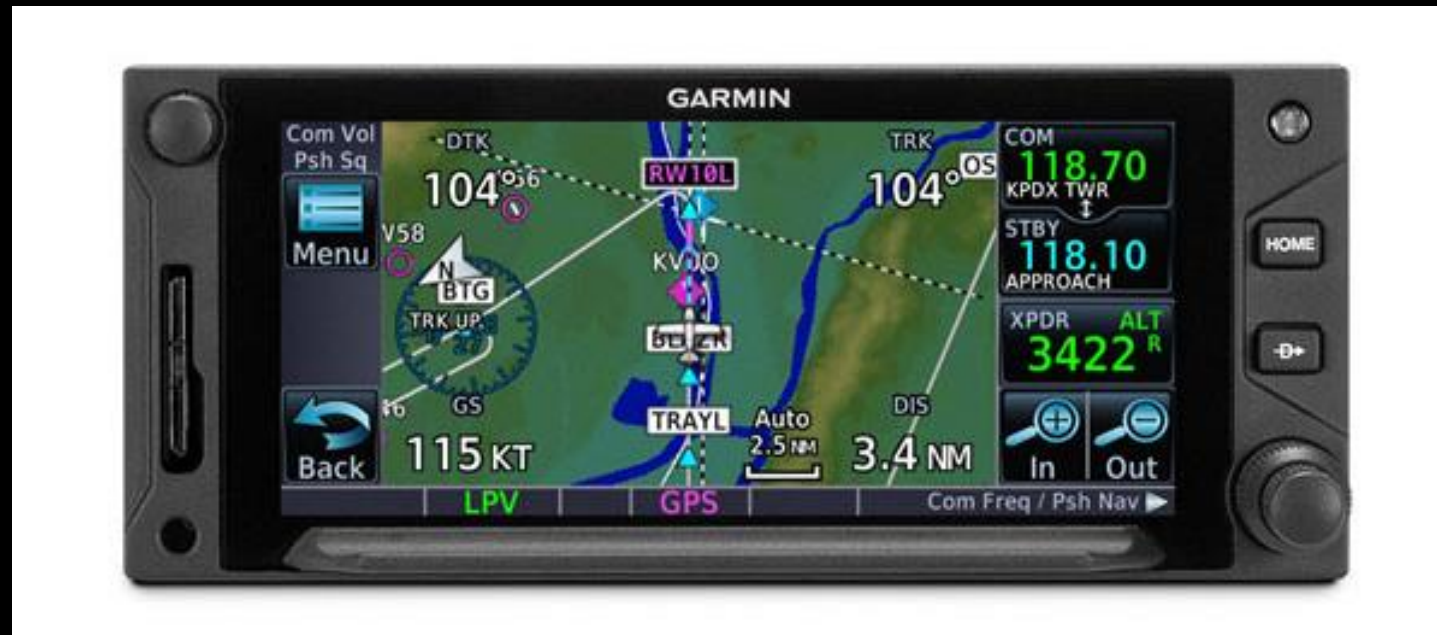 GARMIN
Com Vol
Psh Sq
Menu
Back
DTK
104°
V58
N
BTG
TRK UP
GS
115 KT
RW10L
TRAYL
Auto
2.5 NM
TRK
104°
OS
DIS
3.4 NM
COM
118.70
KPDX TWR
STBY
118.10
APPROACH
XPDR ALT
3422 R
In Out
HOME
D
LPV GPS Com Freq / Psh Nav